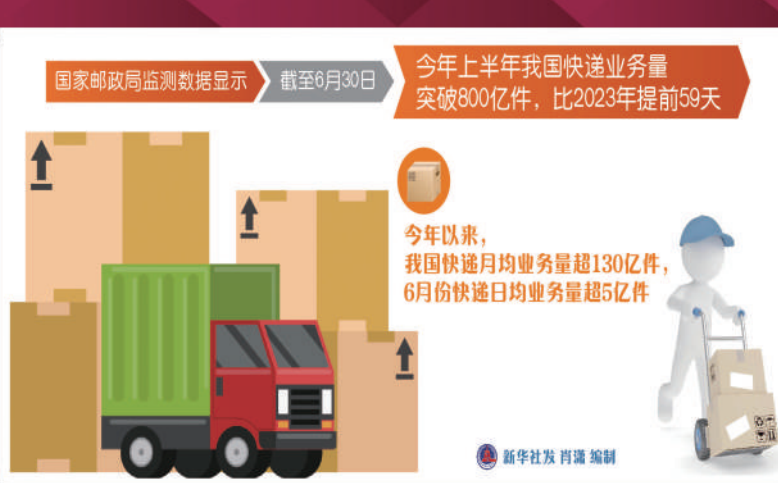 国家邮政局监测数据显示
截至6月30日
今年上半年我国快递业务量
突破800亿件，比2023年提前59天
今年以来，
我国快递月均业务量超130亿件，
6月份快递日均业务量超5亿件
新华社发 肖潇 编制